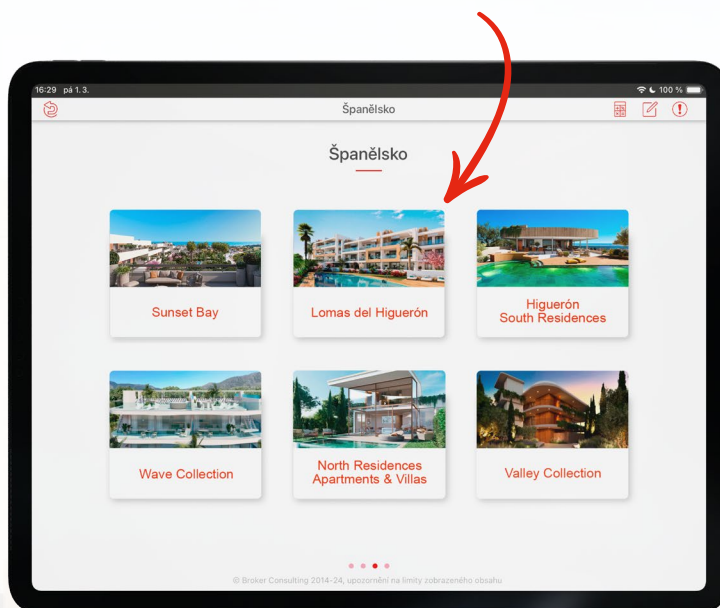 16:29 pá 1. 3.
100 %
Španělsko
Španělsko
Sunset Bay
Lomas del Higuerón
Higuerón
South Residences
Wave Collection
North Residences
Apartments & Villas
Valley Collection
© Broker Consulting 2014-24, upozornění na limity zobrazeného obsahu